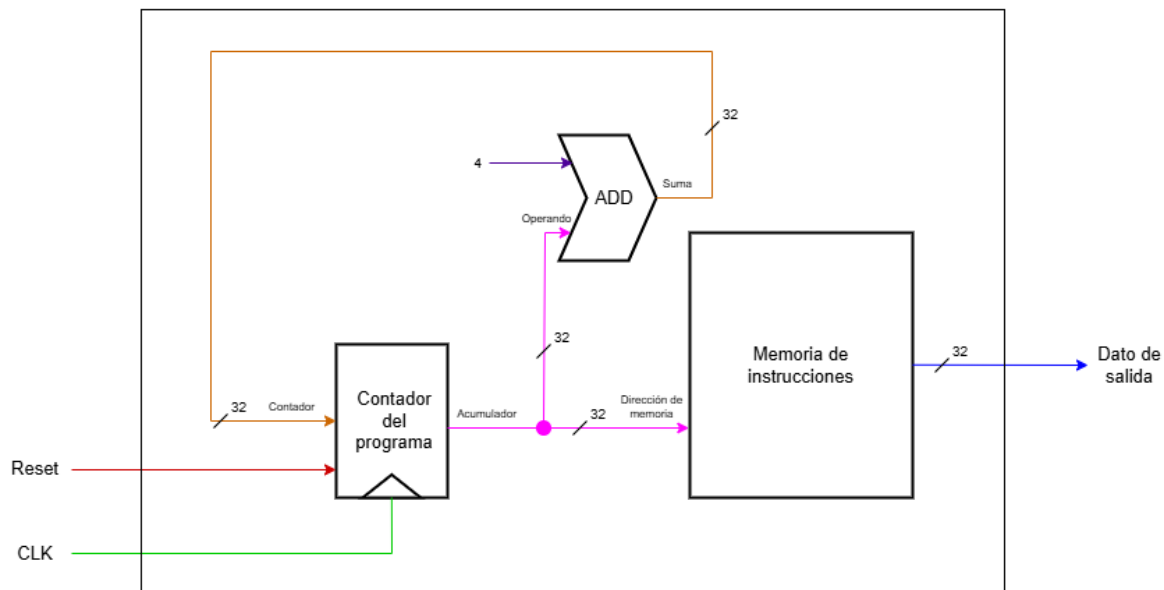 32
4
ADD
Suma
Operando
32
Memoria de
instrucciones
32
Dato de
salida
32
Contador
Contador
del
programa
Acumulador
32
Dirección de
memoria
Reset
CLK